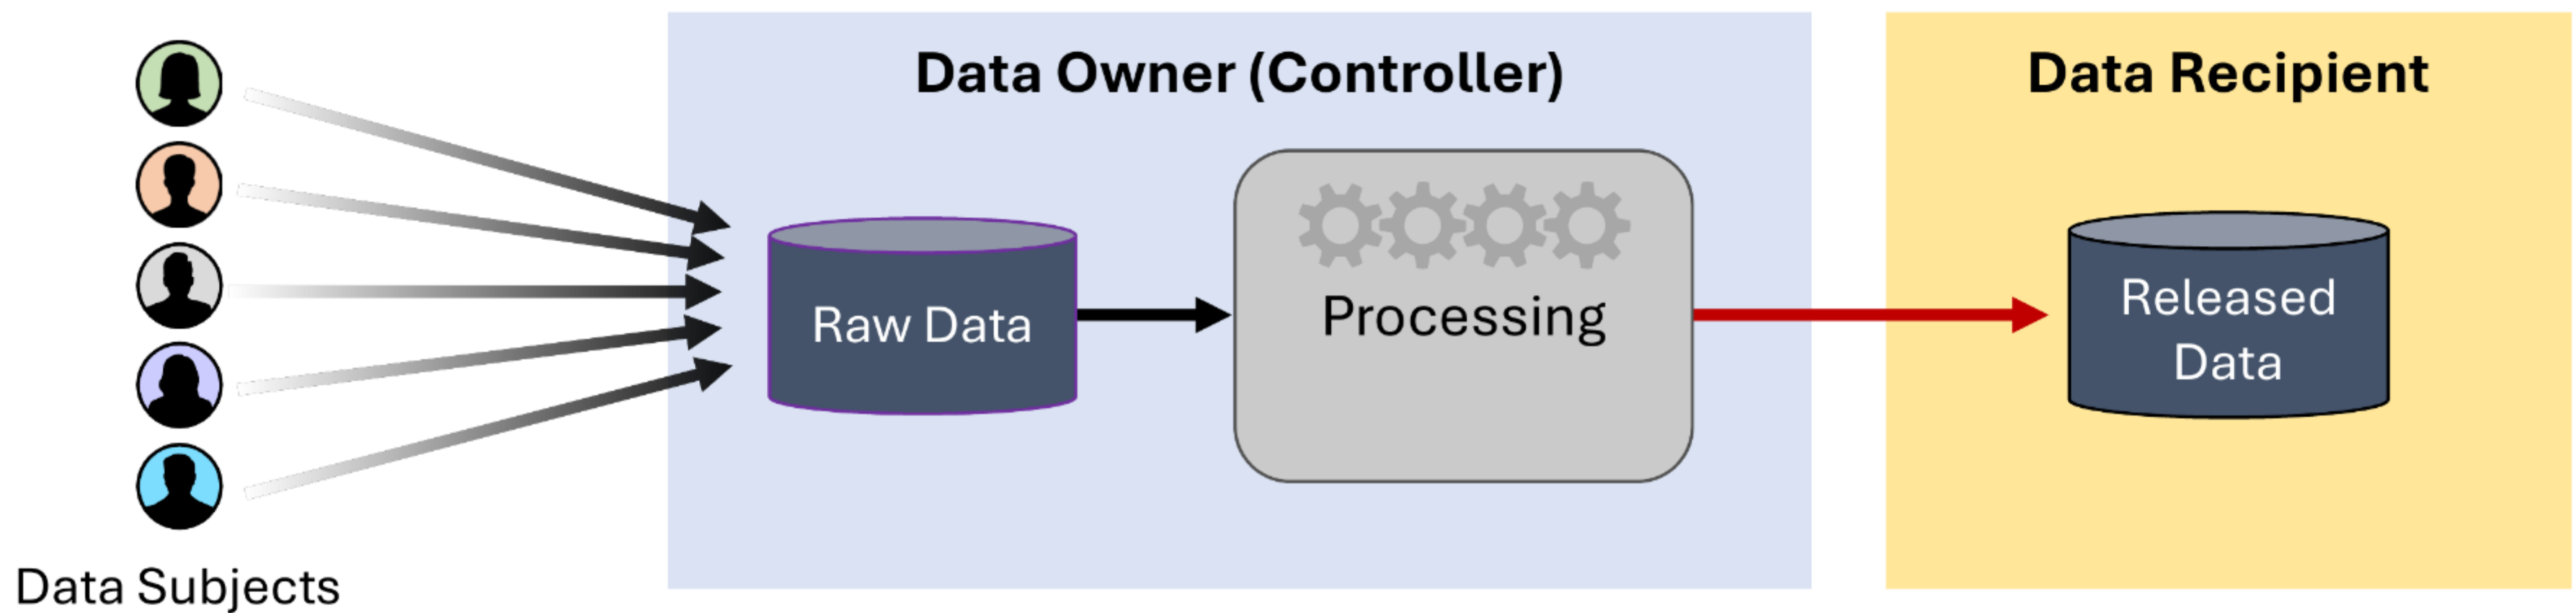 Data Owner (Controller)
Data Recipient
Raw Data
Processing
Released
Data
Data Subjects